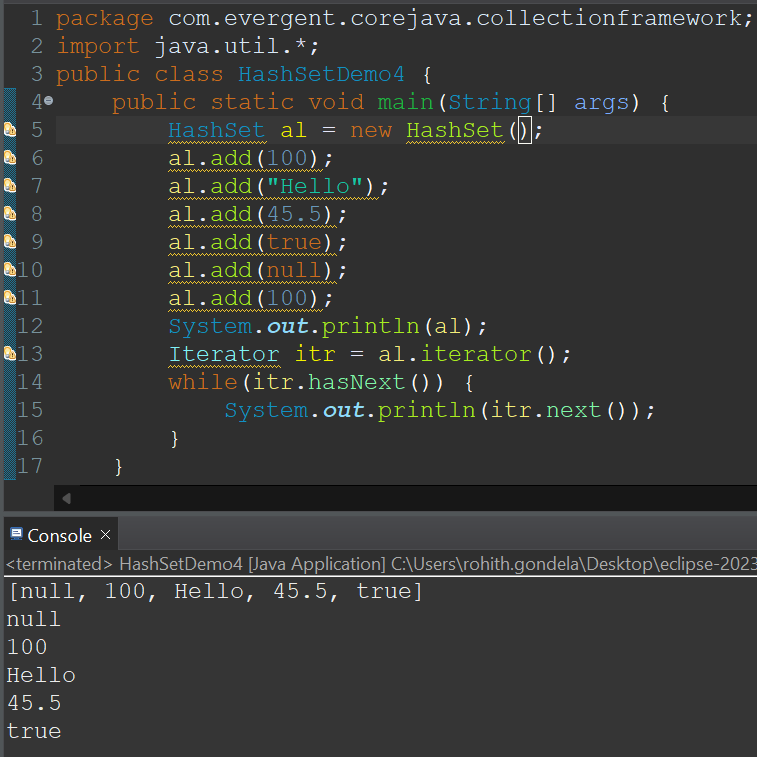 1 package com.evergent.corejava.collectionframework;
2 import java.util.*;
3 public class HashSetDemo4 {
4 public static void main(String[] args) {
5 HashSet al = new HashSet();
6 al.add(100);
7 al.add("Hello");
8 al.add(45.5);
9 al.add(true);
10 al.add(null);
11 al.add(100);
12 System.out.println(al);
13 Iterator itr = al.iterator();
14 while(itr.hasNext()) {
15 System.out.println(itr.next());
16 }
17 }
Console ×
<terminated> HashSetDemo4 [Java Application] C:\Users\rohith.gondela\Desktop\eclipse-2023
[null, 100, Hello, 45.5, true]
null
100
Hello
45.5
true